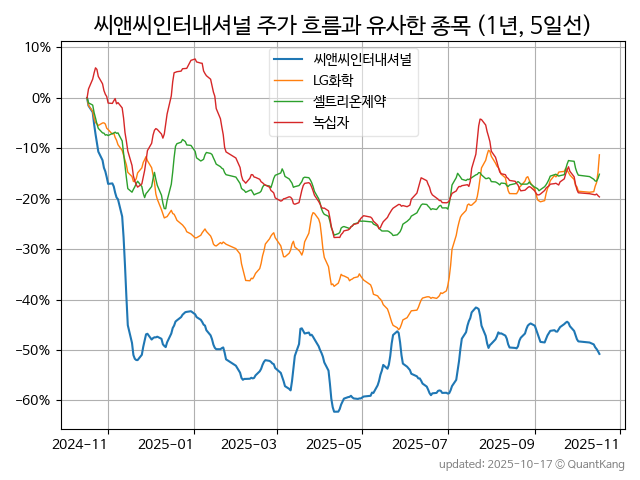 씨앤씨인터내셔널 주가 흐름과 유사한 종목 (1년, 5일선)
씨앤씨인터내셔널
LG화학
셀트리온제약
녹십자
10%
0%
-10%
-20%
-30%
-40%
-50%
-60%
2024-11 2025-01 2025-03 2025-05 2025-07 2025-09 2025-11
updated: 2025-10-17 © QuantKang